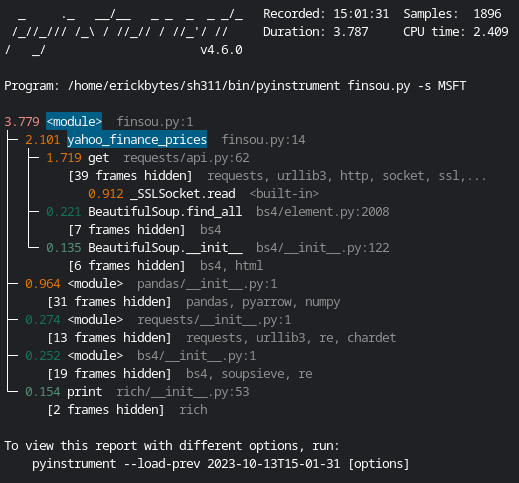 _     ._   __/__   _ _  _  _ _/_   Recorded: 15:01:31  Samples:  1896
 /_//_/// /_\ / //_// / //_'/ //     Duration: 3.787     CPU time: 2.409
/   _/                      v4.6.0

Program: /home/erickbytes/sh311/bin/pyinstrument finsou.py -s MSFT

3.779 <module>  finsou.py:1
├─ 2.101 yahoo_finance_prices  finsou.py:14
│  ├─ 1.719 get  requests/api.py:62
│  │     [39 frames hidden]  requests, urllib3, http, socket, ssl,...
│  │        0.912 _SSLSocket.read  <built-in>
│  ├─ 0.221 BeautifulSoup.find_all  bs4/element.py:2008
│  │     [7 frames hidden]  bs4
│  └─ 0.135 BeautifulSoup.__init__  bs4/__init__.py:122
│        [6 frames hidden]  bs4, html
├─ 0.964 <module>  pandas/__init__.py:1
│     [31 frames hidden]  pandas, pyarrow, numpy
├─ 0.274 <module>  requests/__init__.py:1
│     [13 frames hidden]  requests, urllib3, re, chardet
├─ 0.252 <module>  bs4/__init__.py:1
│     [19 frames hidden]  bs4, soupsieve, re
└─ 0.154 print  rich/__init__.py:53
      [2 frames hidden]  rich

To view this report with different options, run:
    pyinstrument --load-prev 2023-10-13T15-01-31 [options]